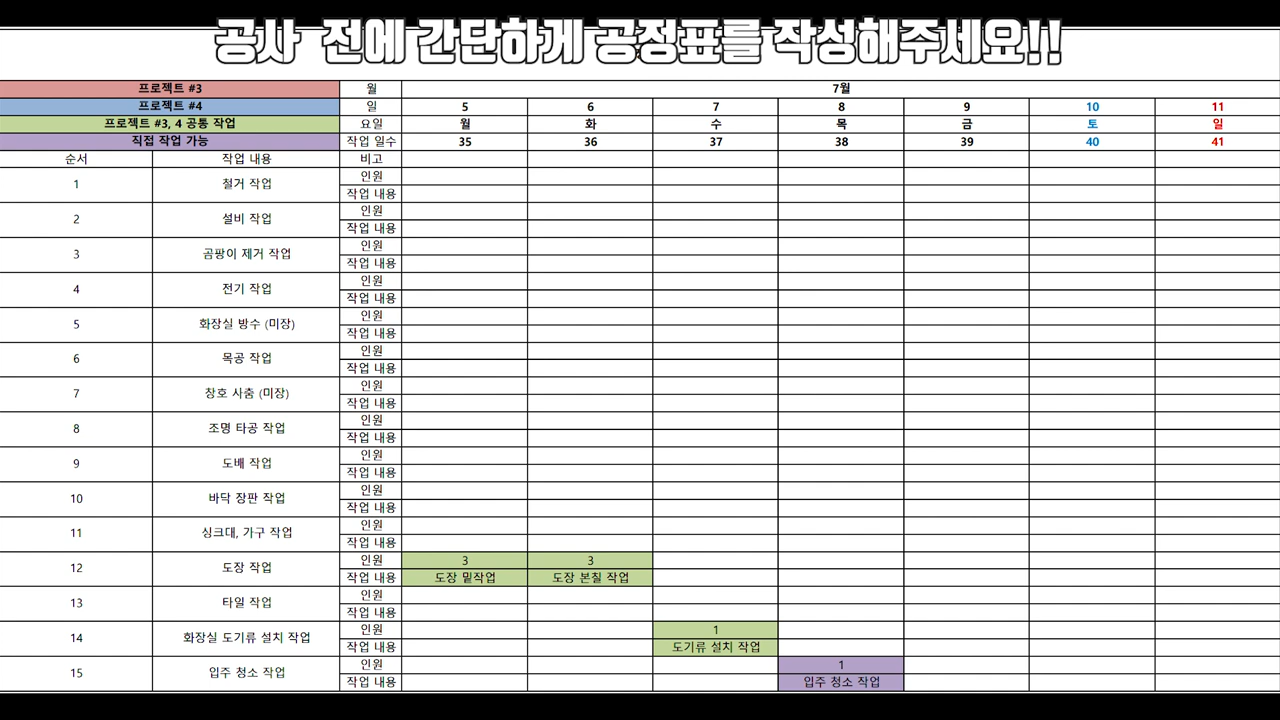 공사 전에 간단하게 공정표를 작성해주세요!!
프로젝트 #3 월 7월
프로젝트 #4 일 5 6 7 8 9 10 11
프로젝트 #3, 4 공통 작업 요일 월 화 수 목 금 토 일
직접 작업 가능 작업 일수 35 36 37 38 39 40 41
순서 작업 내용 비고
1 철거 작업 인원
작업 내용
2 설비 작업 인원
작업 내용
3 곰팡이 제거 작업 인원
작업 내용
4 전기 작업 인원
작업 내용
5 화장실 방수 (미장) 인원
작업 내용
6 목공 작업 인원
작업 내용
7 창호 사춤 (미장) 인원
작업 내용
8 조명 타공 작업 인원
작업 내용
9 도배 작업 인원
작업 내용
10 바닥 장판 작업 인원
작업 내용
11 싱크대, 가구 작업 인원
작업 내용
12 도장 작업 인원 3 3
작업 내용 도장 밑작업 도장 본칠 작업
13 타일 작업 인원
작업 내용
14 화장실 도기류 설치 작업 인원 1
작업 내용 도기류 설치 작업
15 입주 청소 작업 인원 1
작업 내용 입주 청소 작업